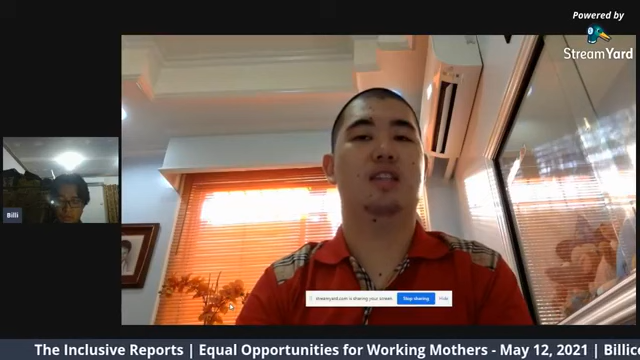 Powered by
StreamYard
Billi
streamyard.com is sharing your screen.
Stop sharing
Hide
The Inclusive Reports | Equal Opportunities for Working Mothers - May 12, 2021 | Billie